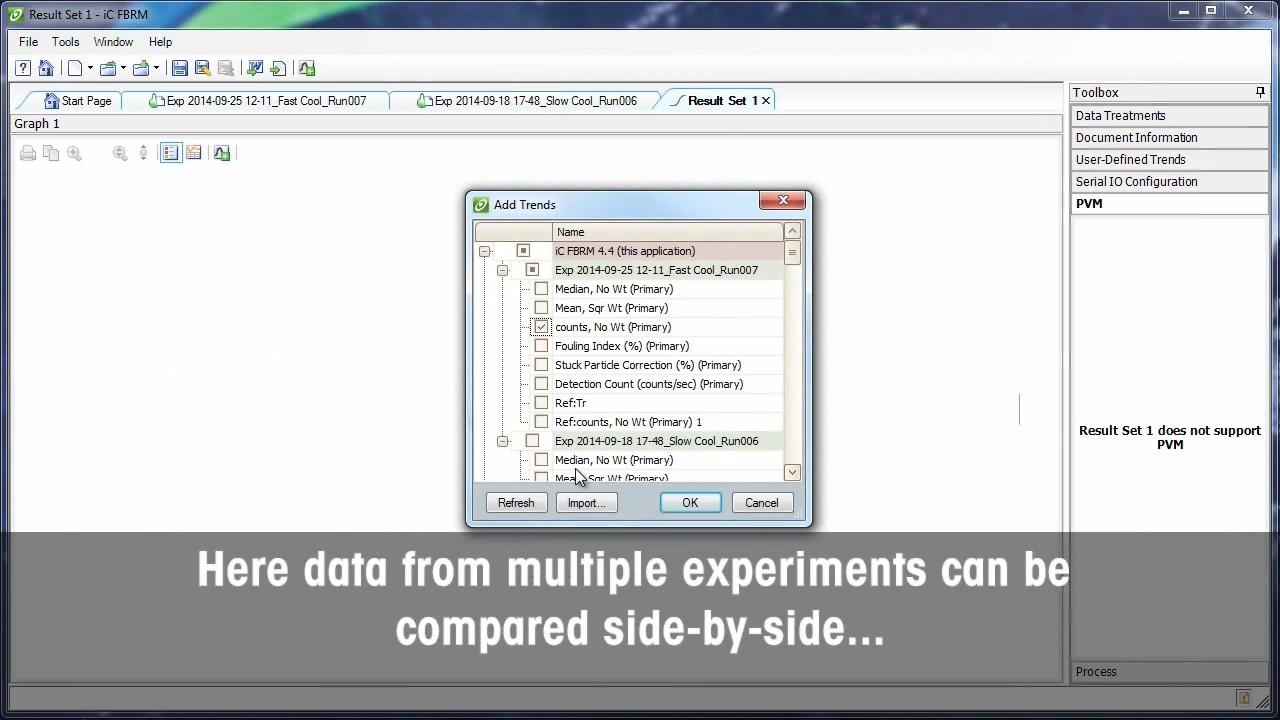 Result Set 1 - iC FBRM
File Tools Window Help
Start Page Exp 2014-09-25 12-11_Fast Cool_Run007 Exp 2014-09-18 17-48_Slow Cool_Run006 Result Set 1
Graph 1
Toolbox
Data Treatments
Document Information
User-Defined Trends
Serial IO Configuration
PVM
Result Set 1 does not support
PVM
Process
Add Trends
Name
iC FBRM 4.4 (this application)
Exp 2014-09-25 12-11_Fast Cool_Run007
Median, No Wt (Primary)
Mean, Sqr Wt (Primary)
counts, No Wt (Primary)
Fouling Index (%) (Primary)
Stuck Particle Correction (%) (Primary)
Detection Count (counts/sec) (Primary)
Ref:Tr
Ref:counts, No Wt (Primary) 1
Exp 2014-09-18 17-48_Slow Cool_Run006
Median, No Wt (Primary)
Mean, Sqr Wt (Primary)
Refresh Import... OK Cancel
Here data from multiple experiments can be
compared side-by-side...